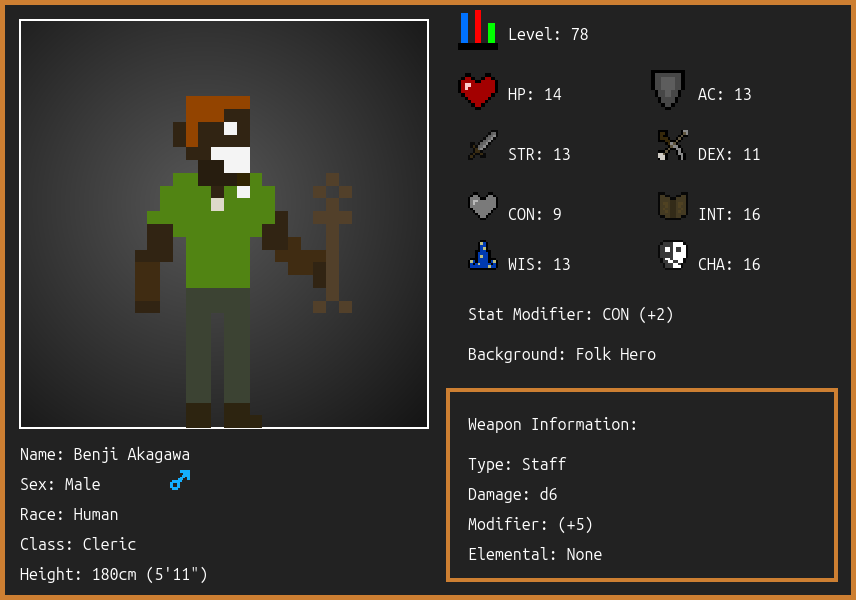 Level: 78
HP: 14
AC: 13
STR: 13
DEX: 11
CON: 9
INT: 16
WIS: 13
CHA: 16
Stat Modifier: CON (+2)
Background: Folk Hero
Weapon Information:
Type: Staff
Damage: d6
Modifier: (+5)
Elemental: None
Name: Benji Akagawa
Sex: Male
Race: Human
Class: Cleric
Height: 180cm (5'11")